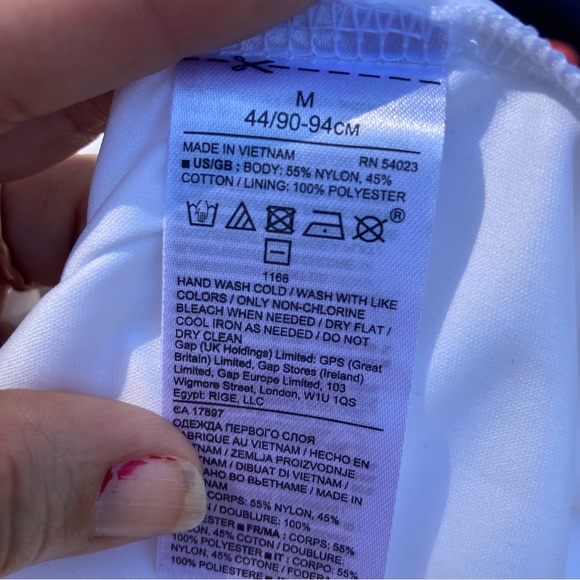 M
44/90-94см
MADE IN VIETNAM RN 54023
■ US/GB : BODY: 55% NYLON, 45%
COTTON / LINING: 100% POLYESTER
®
1166
HAND WASH COLD / WASH WITH LIKE
COLORS / ONLY NON-CHLORINE
BLEACH WHEN NEEDED / DRY FLAT /
COOL IRON AS NEEDED / DO NOT
DRY CLEAN
Gap (UK Holdings) Limited: GPS (Great
Britain) Limited, Gap Stores (Ireland)
Limited, Gap Europe Limited, 103
Wigmore Street, London, W1U 1QS
Egypt: RIGE, LLC
CA 17897
ОДЕЖДА ПЕРВОГО СЛОЯ
FABRIQUE AU VIETNAM / HECHO EN
/ ZEMLJA PROIZVODNJE
/ DIBUAT DI VIETNAM /
ВО ВЬЕТНАМЕ / MADE IN
CORPS: 55% NYLON, 45%
/ DOUBLURE: 100%
■ FR/MA : CORPS: 55%
NYLON, 45% COTON / DOUBLURE:
100% POLYESTER ■ IT : CORPO: 55%
NYLON, 45% COTONE / FODERA:
100% POLYESTER